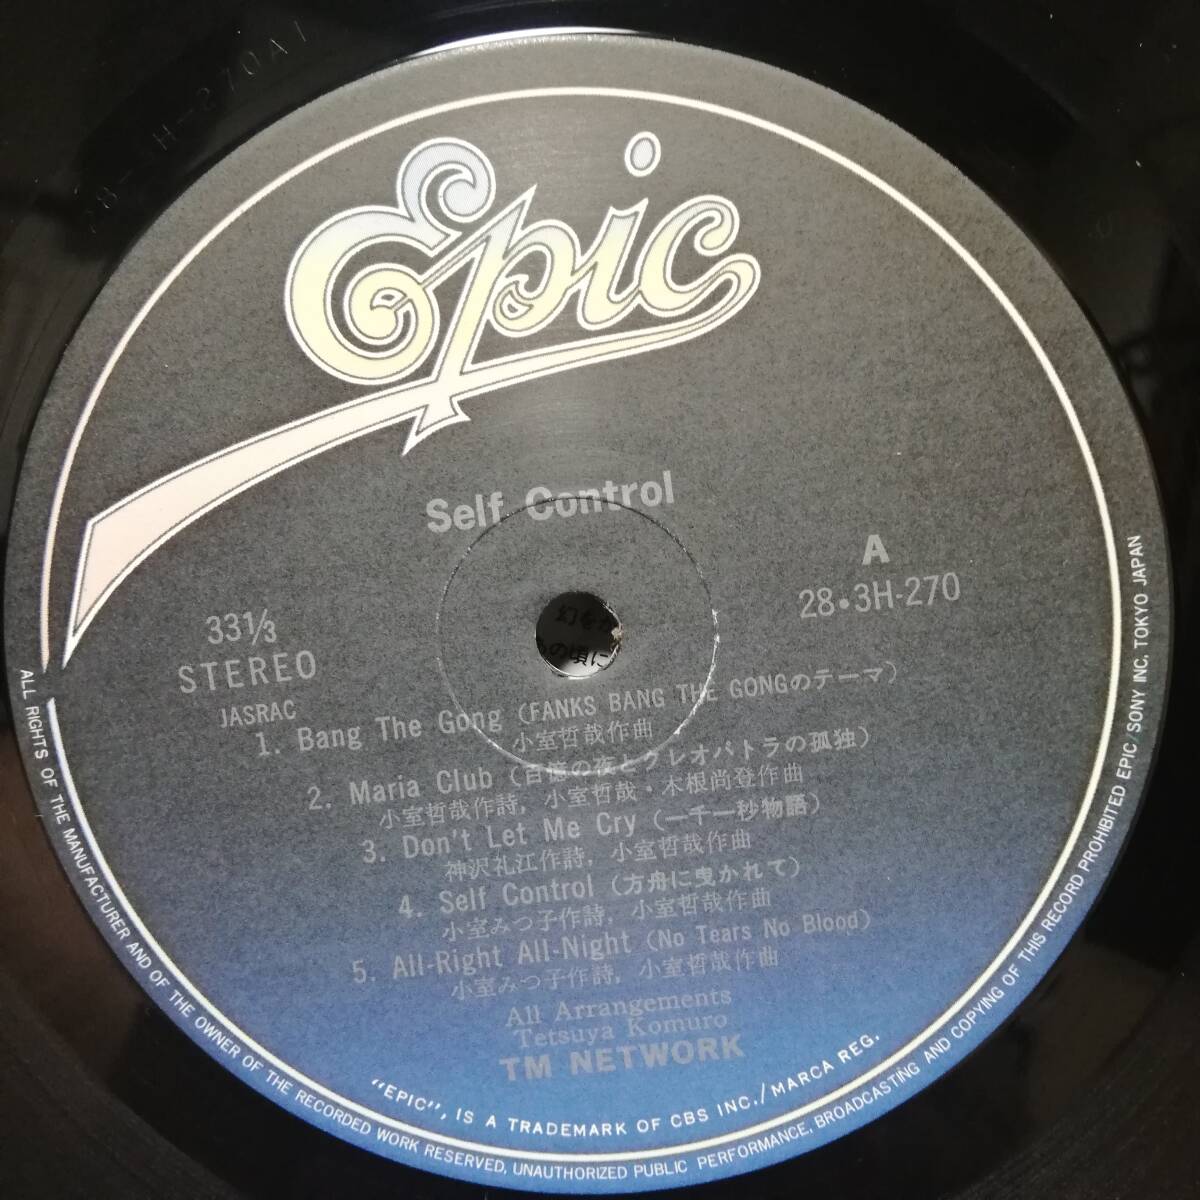 Epic
Self Control
A
28•3H-270
33⅓
STEREO
JASRAC
1. Bang The Gong (FANKS BANG THE GONGのテーマ)
小室哲哉作曲
2. Maria Club (百億の夜とクレオパトラの孤独)
小室哲哉作詩, 小室哲哉・木根尚登作曲
3. Don't Let Me Cry (一千一秒物語)
神沢礼江作詩, 小室哲哉作曲
4. Self Control (方舟に曳かれて)
小室みつ子作詩, 小室哲哉作曲
5. All-Right All-Night (No Tears No Blood)
小室みつ子作詩, 小室哲哉作曲
All Arrangements
Tetsuya Komuro
TM NETWORK
"EPIC", IS A TRADEMARK OF CBS INC./MARCA REG.
ALL RIGHTS OF THE MANUFACTURER AND OF THE OWNER OF THE RECORDED WORK RESERVED, UNAUTHORIZED PUBLIC PERFORMANCE, BROADCASTING AND COPYING OF THIS RECORD PROHIBITED EPIC/SONY INC, TOKYO JAPAN
幻をか
の頃に